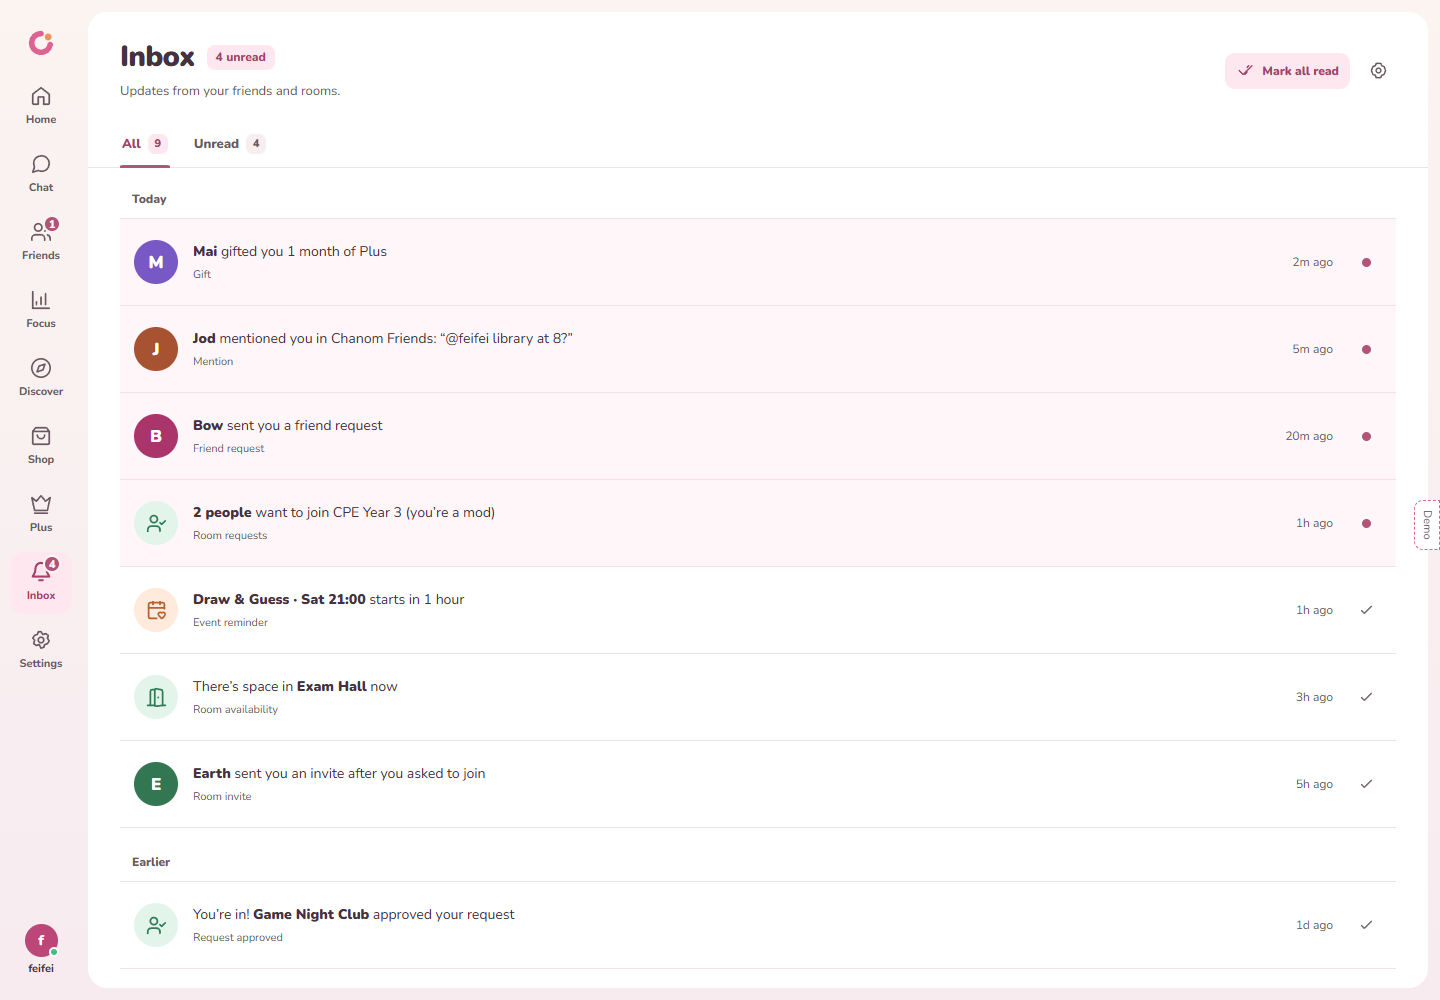 Inbox
4 unread
Updates from your friends and rooms.
Mark all read
All 9
Unread 4
Home
Chat
1
Friends
Focus
Discover
Shop
Plus
4
Inbox
Settings
f
feifei
Today
M
Mai gifted you 1 month of Plus
Gift
2m ago
J
Jod mentioned you in Chanom Friends: “@feifei library at 8?”
Mention
5m ago
B
Bow sent you a friend request
Friend request
20m ago
2 people want to join CPE Year 3 (you’re a mod)
Room requests
1h ago
Draw & Guess · Sat 21:00 starts in 1 hour
Event reminder
1h ago
There’s space in Exam Hall now
Room availability
3h ago
E
Earth sent you an invite after you asked to join
Room invite
5h ago
Earlier
You’re in! Game Night Club approved your request
Request approved
1d ago
Demo